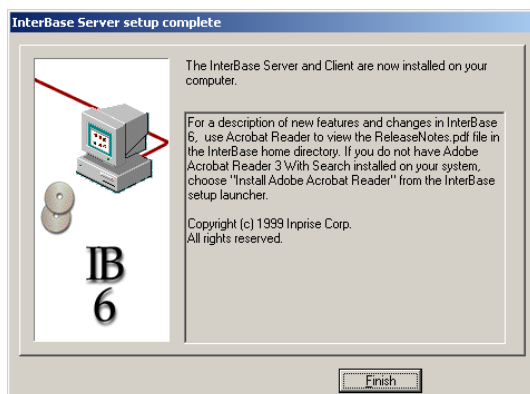 InterBase Server setup complete
The InterBase Server and Client are now installed on your
computer.
For a description of new features and changes in InterBase
6,  use Acrobat Reader to view the ReleaseNotes.pdf file in
the InterBase home directory. If you do not have Adobe
Acrobat Reader 3 With Search installed on your system,
choose "Install Adobe Acrobat Reader" from the InterBase
setup launcher.
Copyright (c) 1999 Inprise Corp.
All rights reserved.
IB
6
Finish